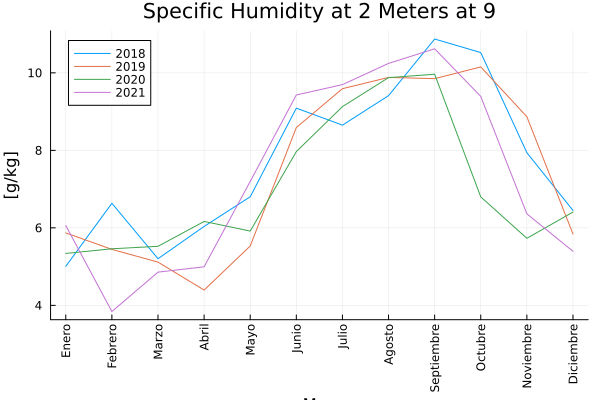 Specific Humidity at 2 Meters at 9
2018
2019
2020
2021
[g/kg]
10
8
6
4
Enero
Febrero
Marzo
Abril
Mayo
Junio
Julio
Agosto
Septiembre
Octubre
Noviembre
Diciembre